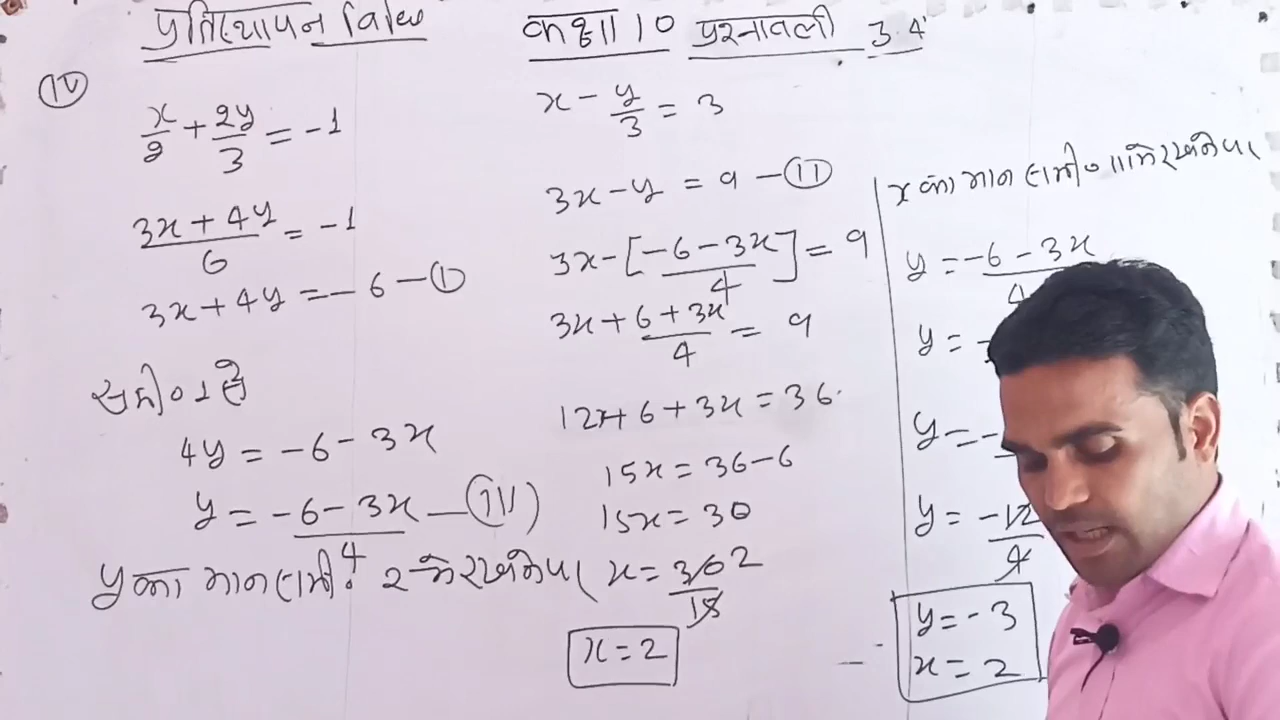 प्रतिस्थापन विधि कक्षा 10 प्रश्नावली 3.4
(IV)
x/2 + 2y/3 = -1
(3x + 4y)/6 = -1
3x + 4y = -6 — (I)
समी० 1 से
4y = -6 - 3x
y = (-6 - 3x)/4 — (III)
y का मान समी० 2 मे रखने पर
x - y/3 = 3
3x - y = 9 — (II)
3x - [(-6 - 3x)/4] = 9
3x + (6 + 3x)/4 = 9
12x + 6 + 3x = 36
15x = 36 - 6
15x = 30
x = 30/15 2
x = 2
x का मान समी० III मे रखने पर
y = (-6 - 3x)/4
y = -
y = -
y = -12/4
y = -3
x = 2